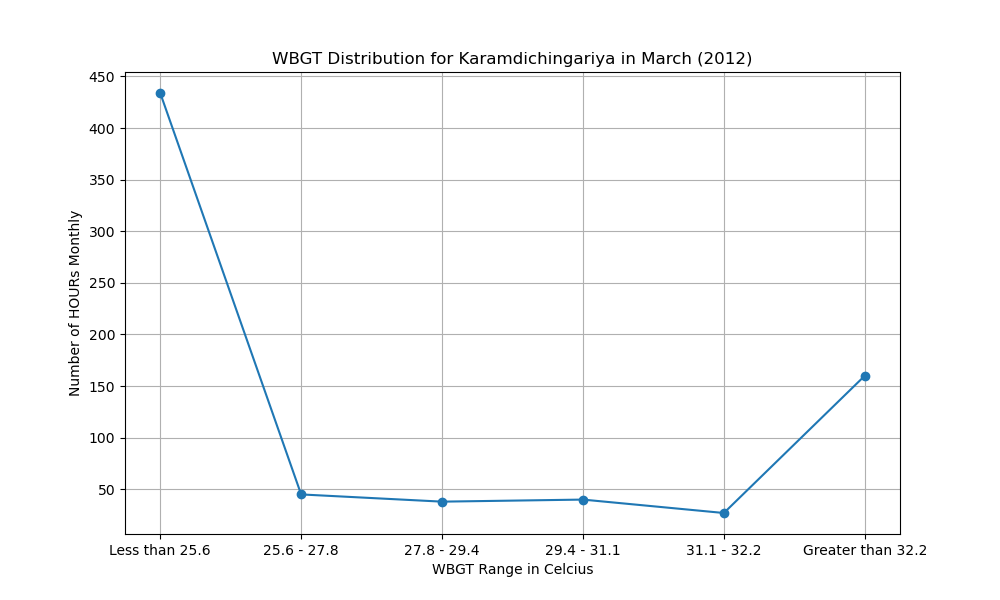 WBGT Distribution for Karamdichingariya in March (2012)
Number of HOURs Monthly
450
400
350
300
250
200
150
100
50
Less than 25.6
25.6 - 27.8
27.8 - 29.4
29.4 - 31.1
31.1 - 32.2
Greater than 32.2
WBGT Range in Celcius